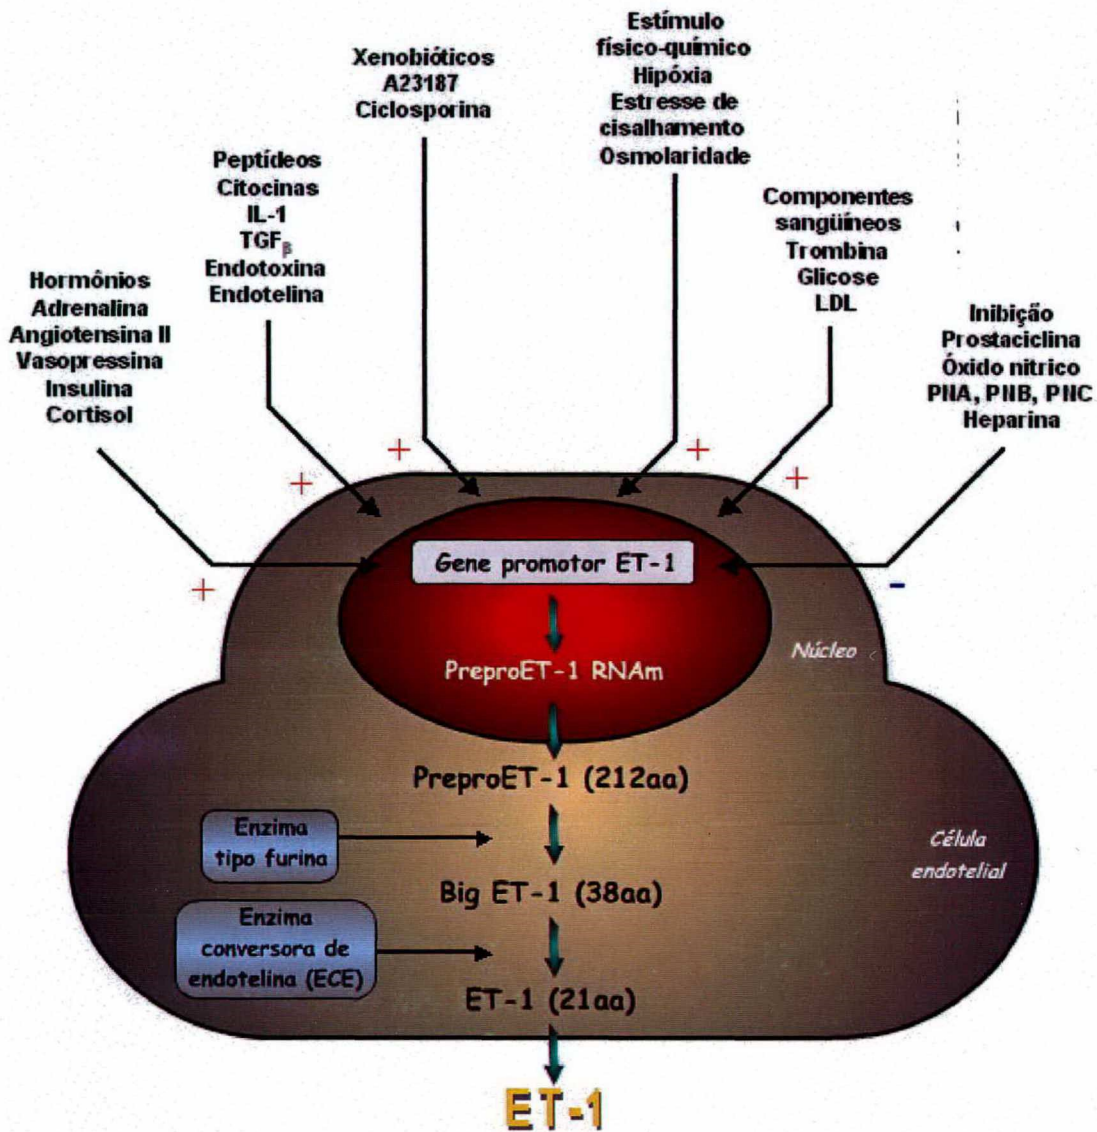 Estímulo
físico-químico
Hipóxia
Estresse de
cisalhamento
Osmolaridade
Xenobióticos
A23187
Ciclosporina
Peptídeos
Citocinas
IL-1
TGFβ
Endotoxina
Endotelina
Componentes
sangüíneos
Trombina
Glicose
LDL
Hormônios
Adrenalina
Angiotensina II
Vasopressina
Insulina
Cortisol
Inibição
Prostaciclina
Óxido nitrico
PNA, PNB, PNC
Heparina
+
+
+
+
+
-
Gene promotor ET-1
PreproET-1 RNAm
Núcleo
PreproET-1 (212aa)
Enzima
tipo furina
Célula
endotelial
Big ET-1 (38aa)
Enzima
conversora de
endotelina (ECE)
ET-1 (21aa)
ET-1